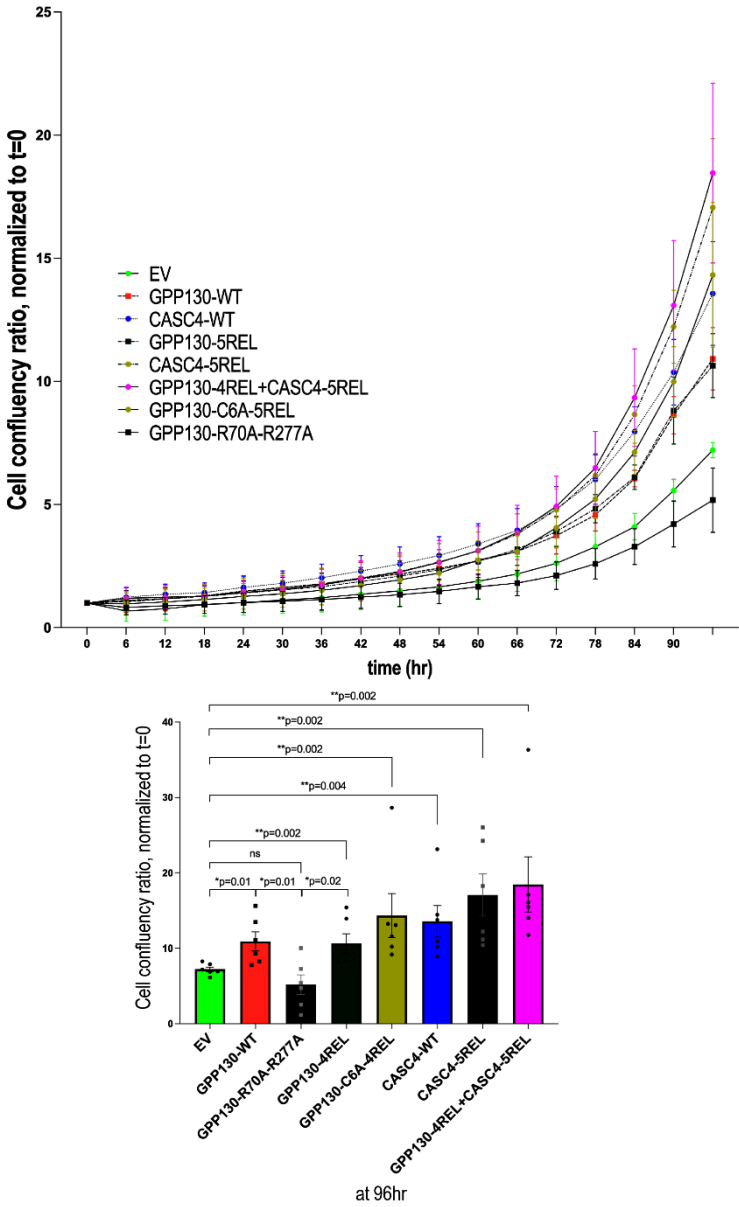 25
20
15
10
5
0
Cell confluency ratio, normalized to t=0
EV
GPP130-WT
CASC4-WT
GPP130-5REL
CASC4-5REL
GPP130-4REL+CASC4-5REL
GPP130-C6A-5REL
GPP130-R70A-R277A
0 6 12 18 24 30 36 42 48 54 60 66 72 78 84 90
time (hr)
**p=0.002
**p=0.002
**p=0.002
**p=0.004
**p=0.002
ns
*p=0.01 *p=0.01 *p=0.02
40
30
20
10
0
Cell confluency ratio, normalized to t=0
EV
GPP130-WT
GPP130-R70A-R277A
GPP130-4REL
GPP130-C6A-4REL
CASC4-WT
CASC4-5REL
GPP130-4REL+CASC4-5REL
at 96hr